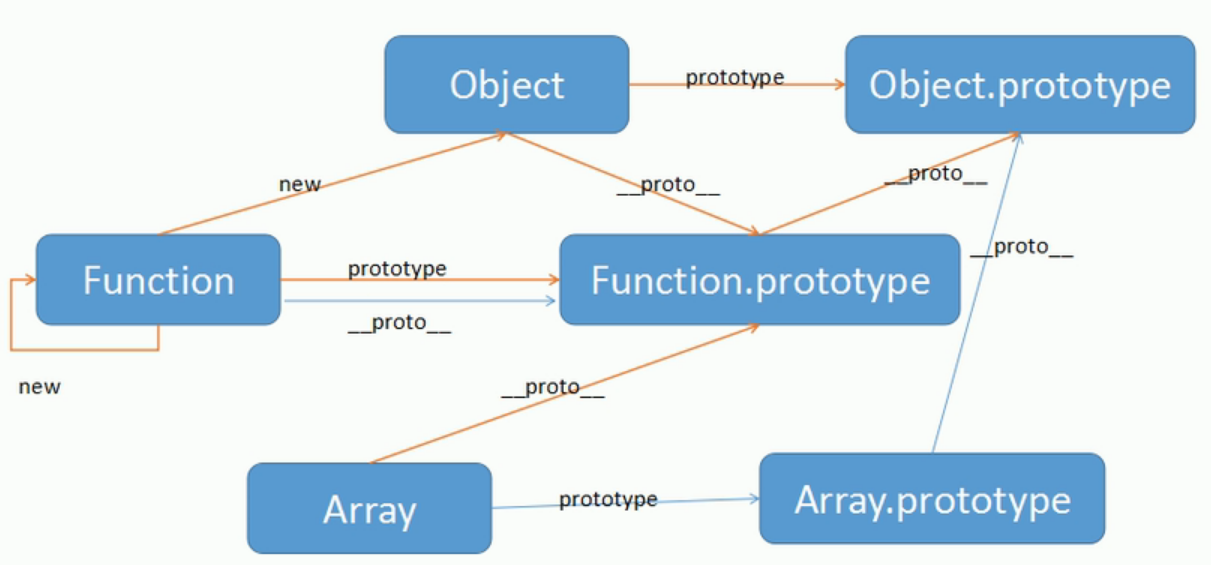 Object
prototype
Object.prototype
new
__proto__
__proto__
Function
prototype
__proto__
Function.prototype
__proto__
new
__proto__
Array
prototype
Array.prototype